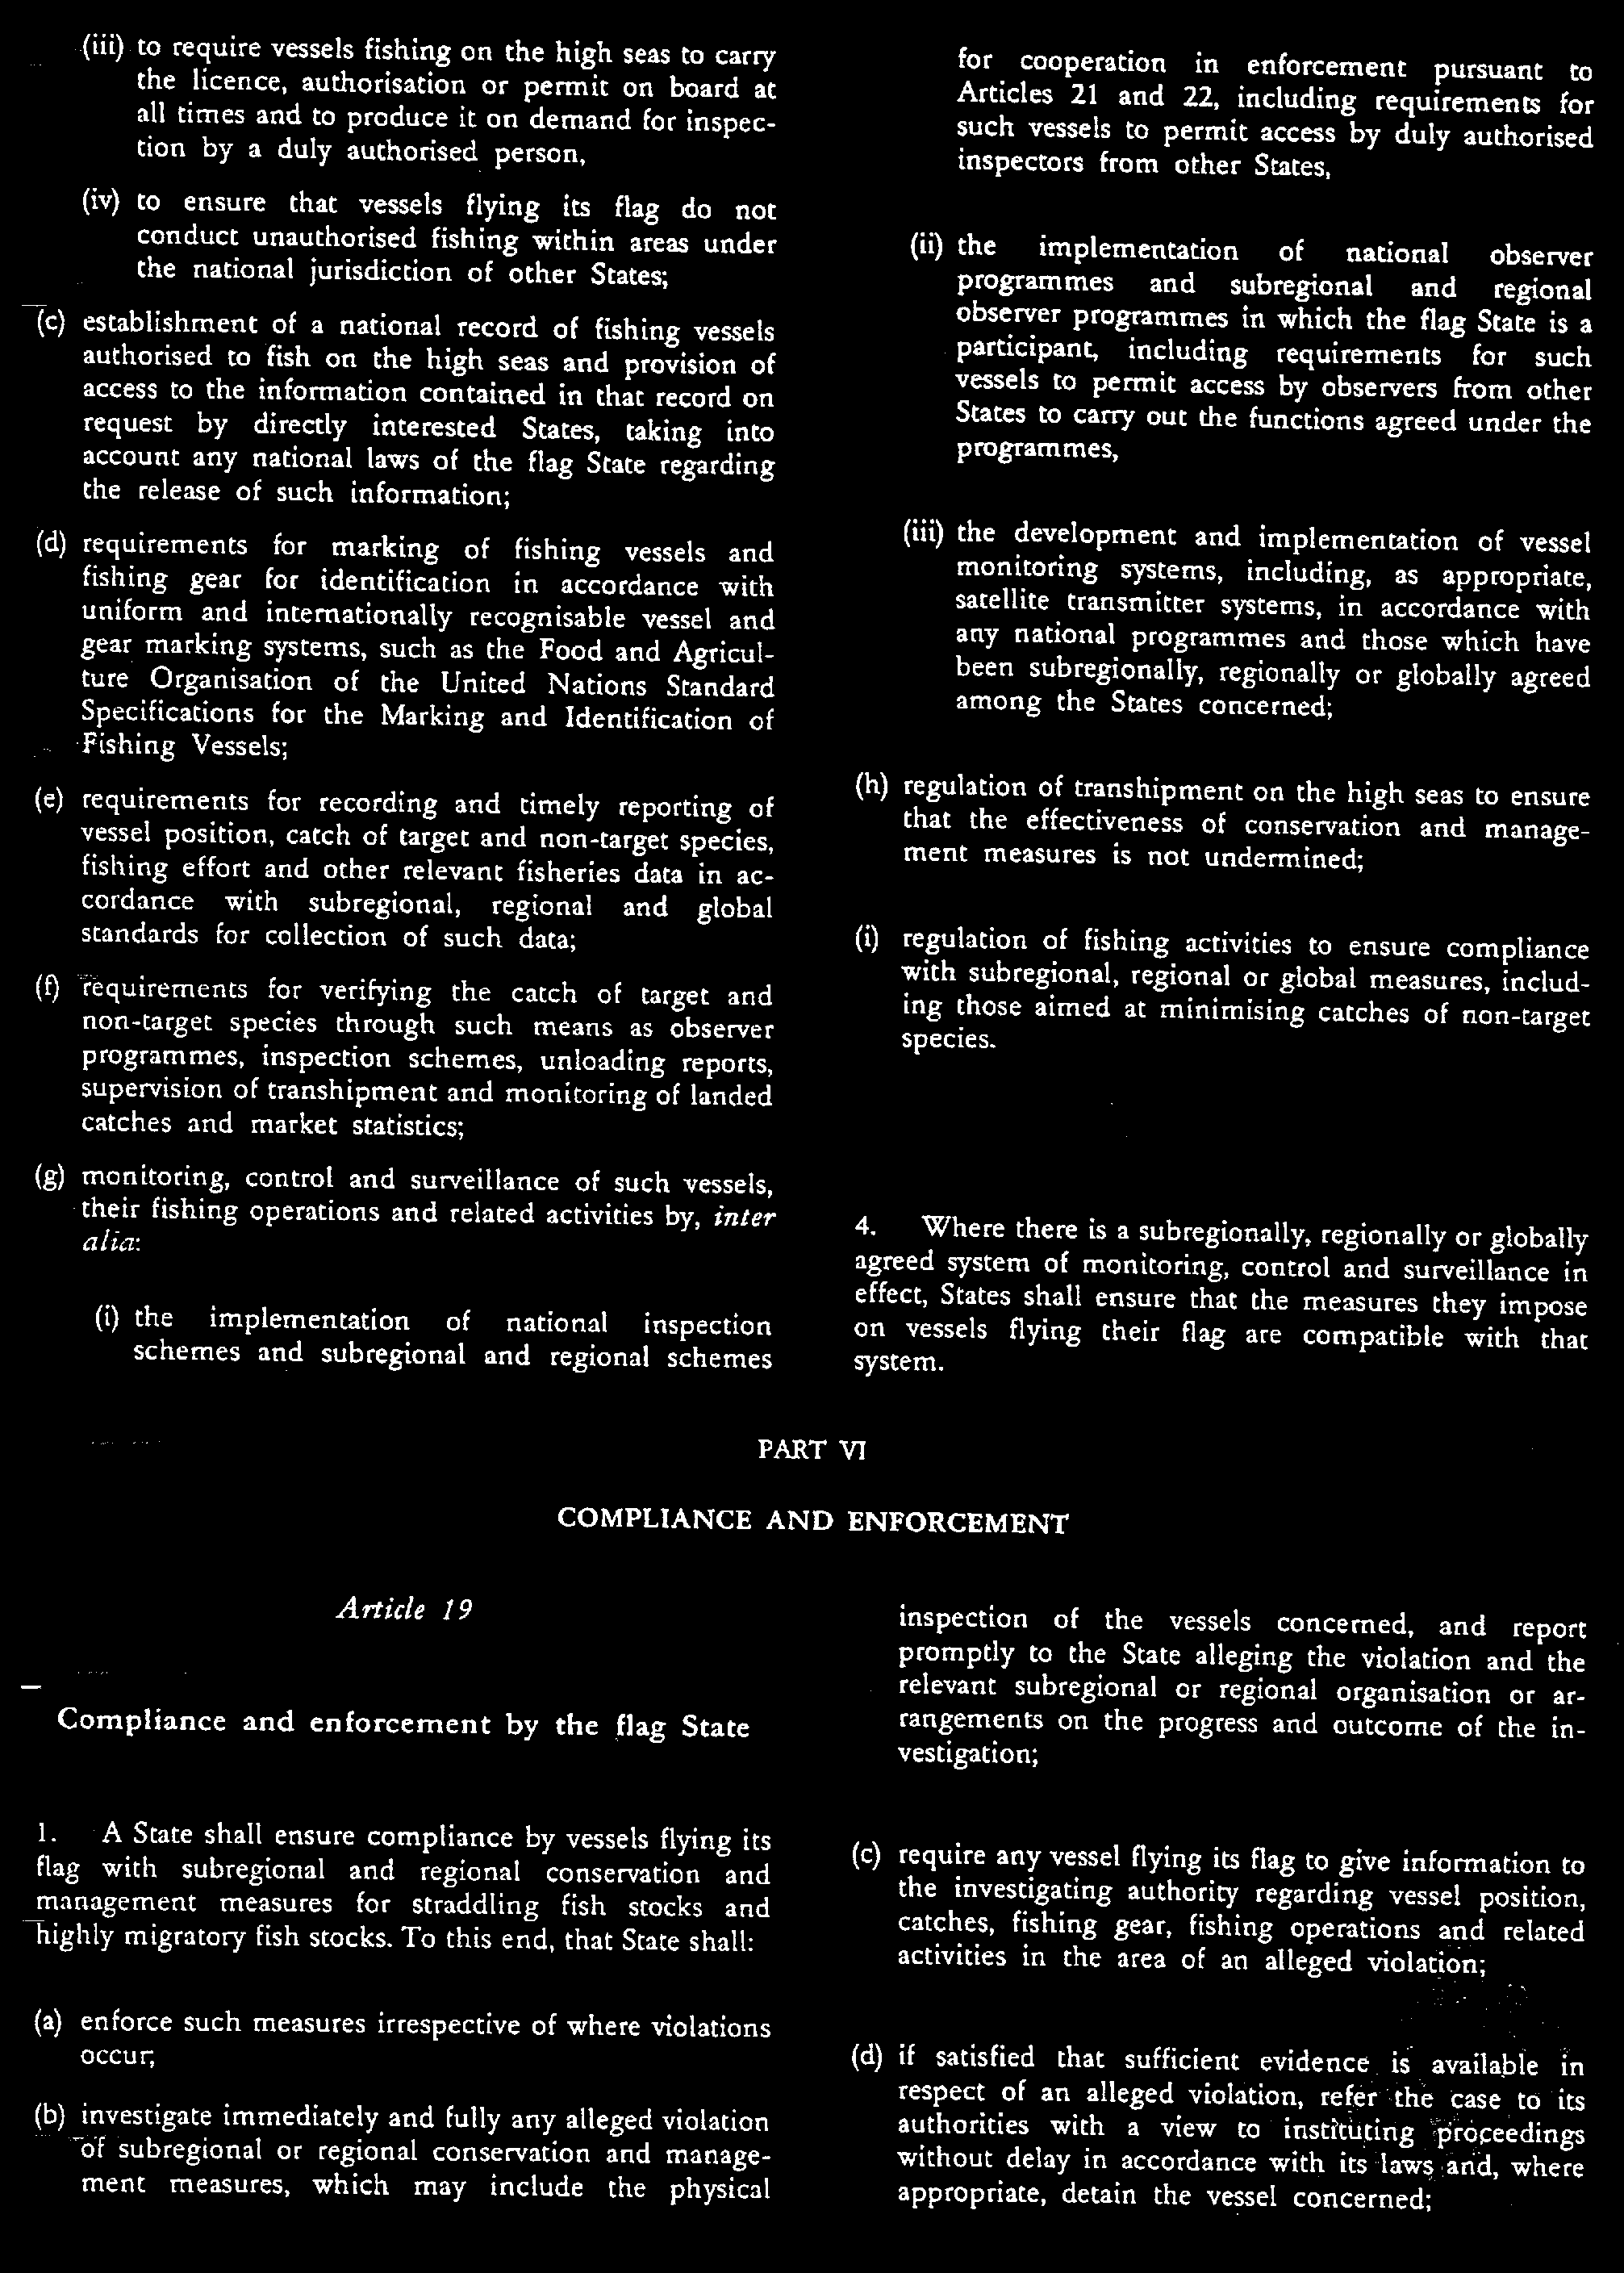 (iii) to require vessels fishing on the high seas to carry
the licence, authorisation or permit on board at
all times and to produce it on demand for inspec-
tion by a duly authorised person,
(iv) to ensure that vessels flying its flag do not
conduct unauthorised fishing within areas under
the national jurisdiction of other States;
(c) establishment of a national record of fishing vessels
authorised to fish on the high seas and provision of
access to the information contained in that record on
request by directly interested States, taking into
account any national laws of the flag State regarding
the release of such information;
(d) requirements for marking of fishing vessels and
fishing gear for identification in accordance with
uniform and internationally recognisable vessel and
gear marking systems, such as the Food and Agricul-
ture Organisation of the United Nations Standard
Specifications for the Marking and Identification of
Fishing Vessels;
(e) requirements for recording and timely reporting of
vessel position, catch of target and non-target species,
fishing effort and other relevant fisheries data in ac-
cordance with subregional, regional and global
standards for collection of such data;
(f) requirements for verifying the catch of target and
non-target species through such means as observer
programmes, inspection schemes, unloading reports,
supervision of transhipment and monitoring of landed
catches and market statistics;
(g) monitoring, control and surveillance of such vessels,
their fishing operations and related activities by, inter
alia:
(i) the implementation of national inspection
schemes and subregional and regional schemes
for cooperation in enforcement pursuant to
Articles 21 and 22, including requirements for
such vessels to permit access by duly authorised
inspectors from other States,
(ii) the implementation of national observer
programmes and subregional and regional
observer programmes in which the flag State is a
participant, including requirements for such
vessels to permit access by observers from other
States to carry out the functions agreed under the
programmes,
(iii) the development and implementation of vessel
monitoring systems, including, as appropriate,
satellite transmitter systems, in accordance with
any national programmes and those which have
been subregionally, regionally or globally agreed
among the States concerned;
(h) regulation of transhipment on the high seas to ensure
that the effectiveness of conservation and manage-
ment measures is not undermined;
(i) regulation of fishing activities to ensure compliance
with subregional, regional or global measures, includ-
ing those aimed at minimising catches of non-target
species.
4. Where there is a subregionally, regionally or globally
agreed system of monitoring, control and surveillance in
effect, States shall ensure that the measures they impose
on vessels flying their flag are compatible with that
system.
PART VI
COMPLIANCE AND ENFORCEMENT
Article 19
Compliance and enforcement by the flag State
1. A State shall ensure compliance by vessels flying its
flag with subregional and regional conservation and
management measures for straddling fish stocks and
highly migratory fish stocks. To this end, that State shall:
(a) enforce such measures irrespective of where violations
occur;
(b) investigate immediately and fully any alleged violation
of subregional or regional conservation and manage-
ment measures, which may include the physical
inspection of the vessels concerned, and report
promptly to the State alleging the violation and the
relevant subregional or regional organisation or ar-
rangements on the progress and outcome of the in-
vestigation;
(c) require any vessel flying its flag to give information to
the investigating authority regarding vessel position,
catches, fishing gear, fishing operations and related
activities in the area of an alleged violation;
(d) if satisfied that sufficient evidence is available in
respect of an alleged violation, refer the case to its
authorities with a view to instituting proceedings
without delay in accordance with its laws and, where
appropriate, detain the vessel concerned;